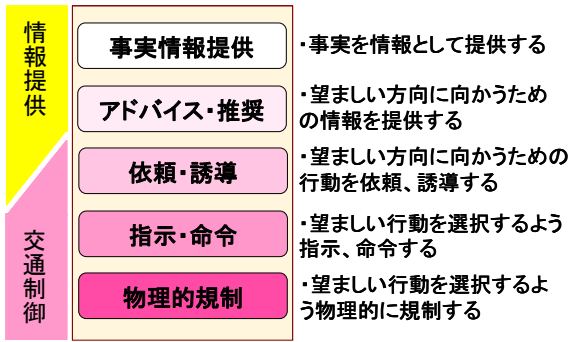 情報提供
交通制御
事実情報提供
・事実を情報として提供する
アドバイス・推奨
・望ましい方向に向かうため
の情報を提供する
依頼・誘導
・望ましい方向に向かうための
行動を依頼、誘導する
指示・命令
・望ましい行動を選択するよう
指示、命令する
物理的規制
・望ましい行動を選択するよ
う物理的に規制する